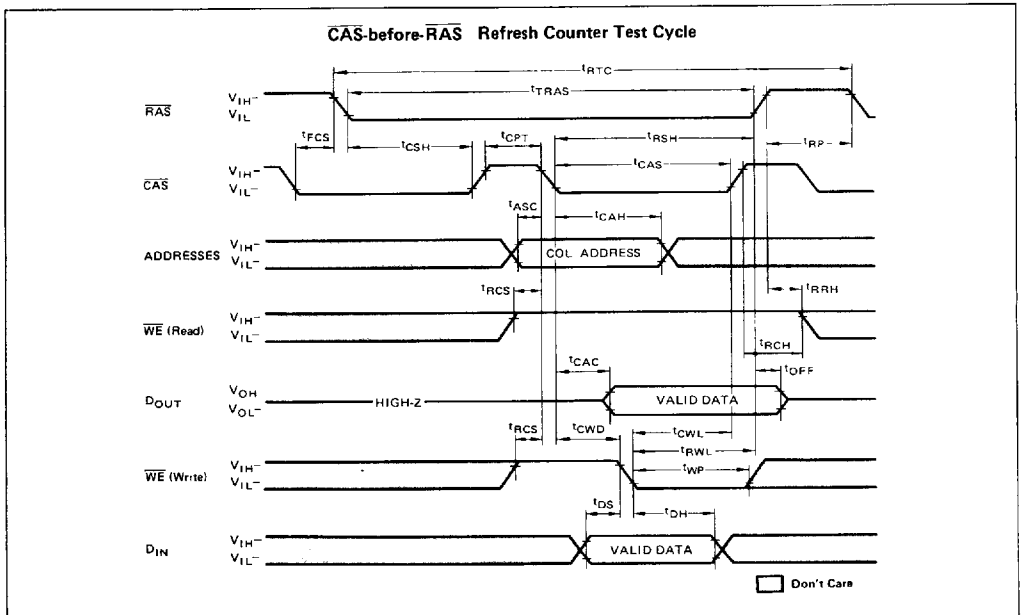 CAS-before-RAS Refresh Counter Test Cycle
tRTC
tTRAS
RAS
VIH–
VIL
tFCS
tCSH
tCPT
tRSH
tRP
tCAS
CAS
VIH–
VIL–
tASC
tCAH
ADDRESSES
VIH–
VIL–
COL ADDRESS
tRCS
tRRH
WE (Read)
VIH–
VIL–
tRCH
tCAC
tOFF
DOUT
VOH
VOL–
HIGH-Z
VALID DATA
tRCS
tCWD
tCWL
tRWL
tWP
WE (Write)
VIH–
VIL–
tDS
tDH
DIN
VIH–
VIL–
VALID DATA
Don't Care